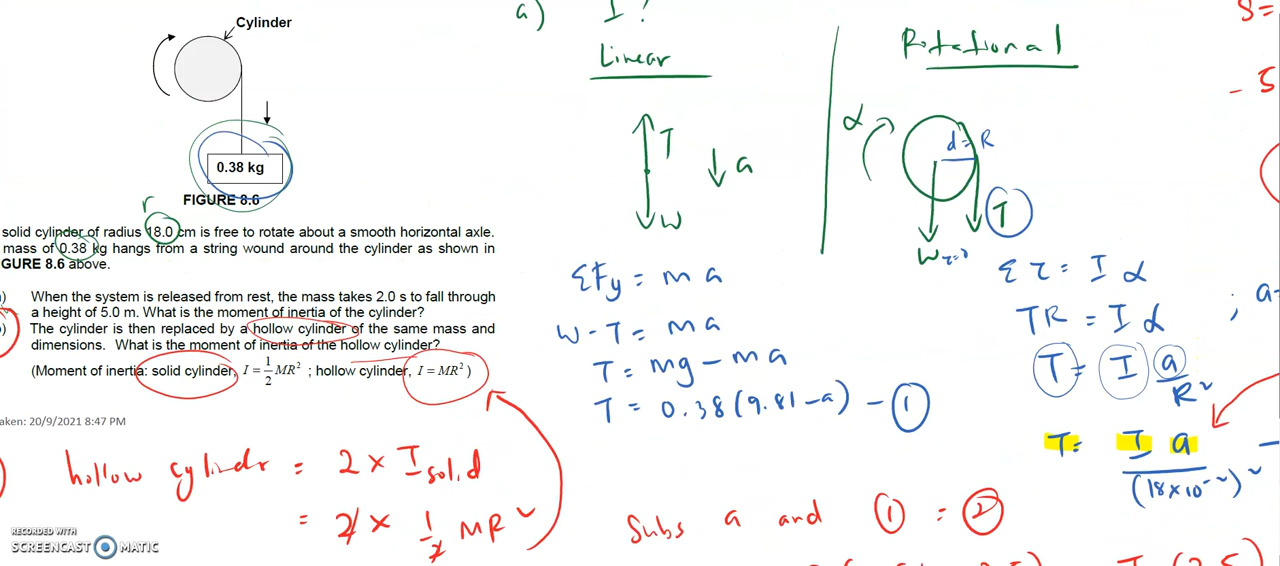 Cylinder
0.38 kg
FIGURE 8.6
r
solid cylinder of radius 18.0 cm is free to rotate about a smooth horizontal axle.
mass of 0.38 kg hangs from a string wound around the cylinder as shown in
GURE 8.6 above.
When the system is released from rest, the mass takes 2.0 s to fall through
a height of 5.0 m. What is the moment of inertia of the cylinder?
The cylinder is then replaced by a hollow cylinder of the same mass and
dimensions. What is the moment of inertia of the hollow cylinder?
(Moment of inertia: solid cylinder, I = 1/2 MR² ; hollow cylinder, I = MR²)
aken: 20/9/2021 8:47 PM
hollow cylinder = 2 × I solid
= 2 × 1/2 MR²
RECORDED WITH
SCREENCAST MATIC
a) I?
Linear
T
a
W
ΣFy = ma
W - T = ma
T = mg - ma
T = 0.38 (9.81 - a) - ①
Subs a and ① = ②
Rotational
α
d = R
T
W τ=0
Στ = I α
TR = I α
; a
T = I a/R²
T = I a / (18×10⁻²)²
S =
- 5